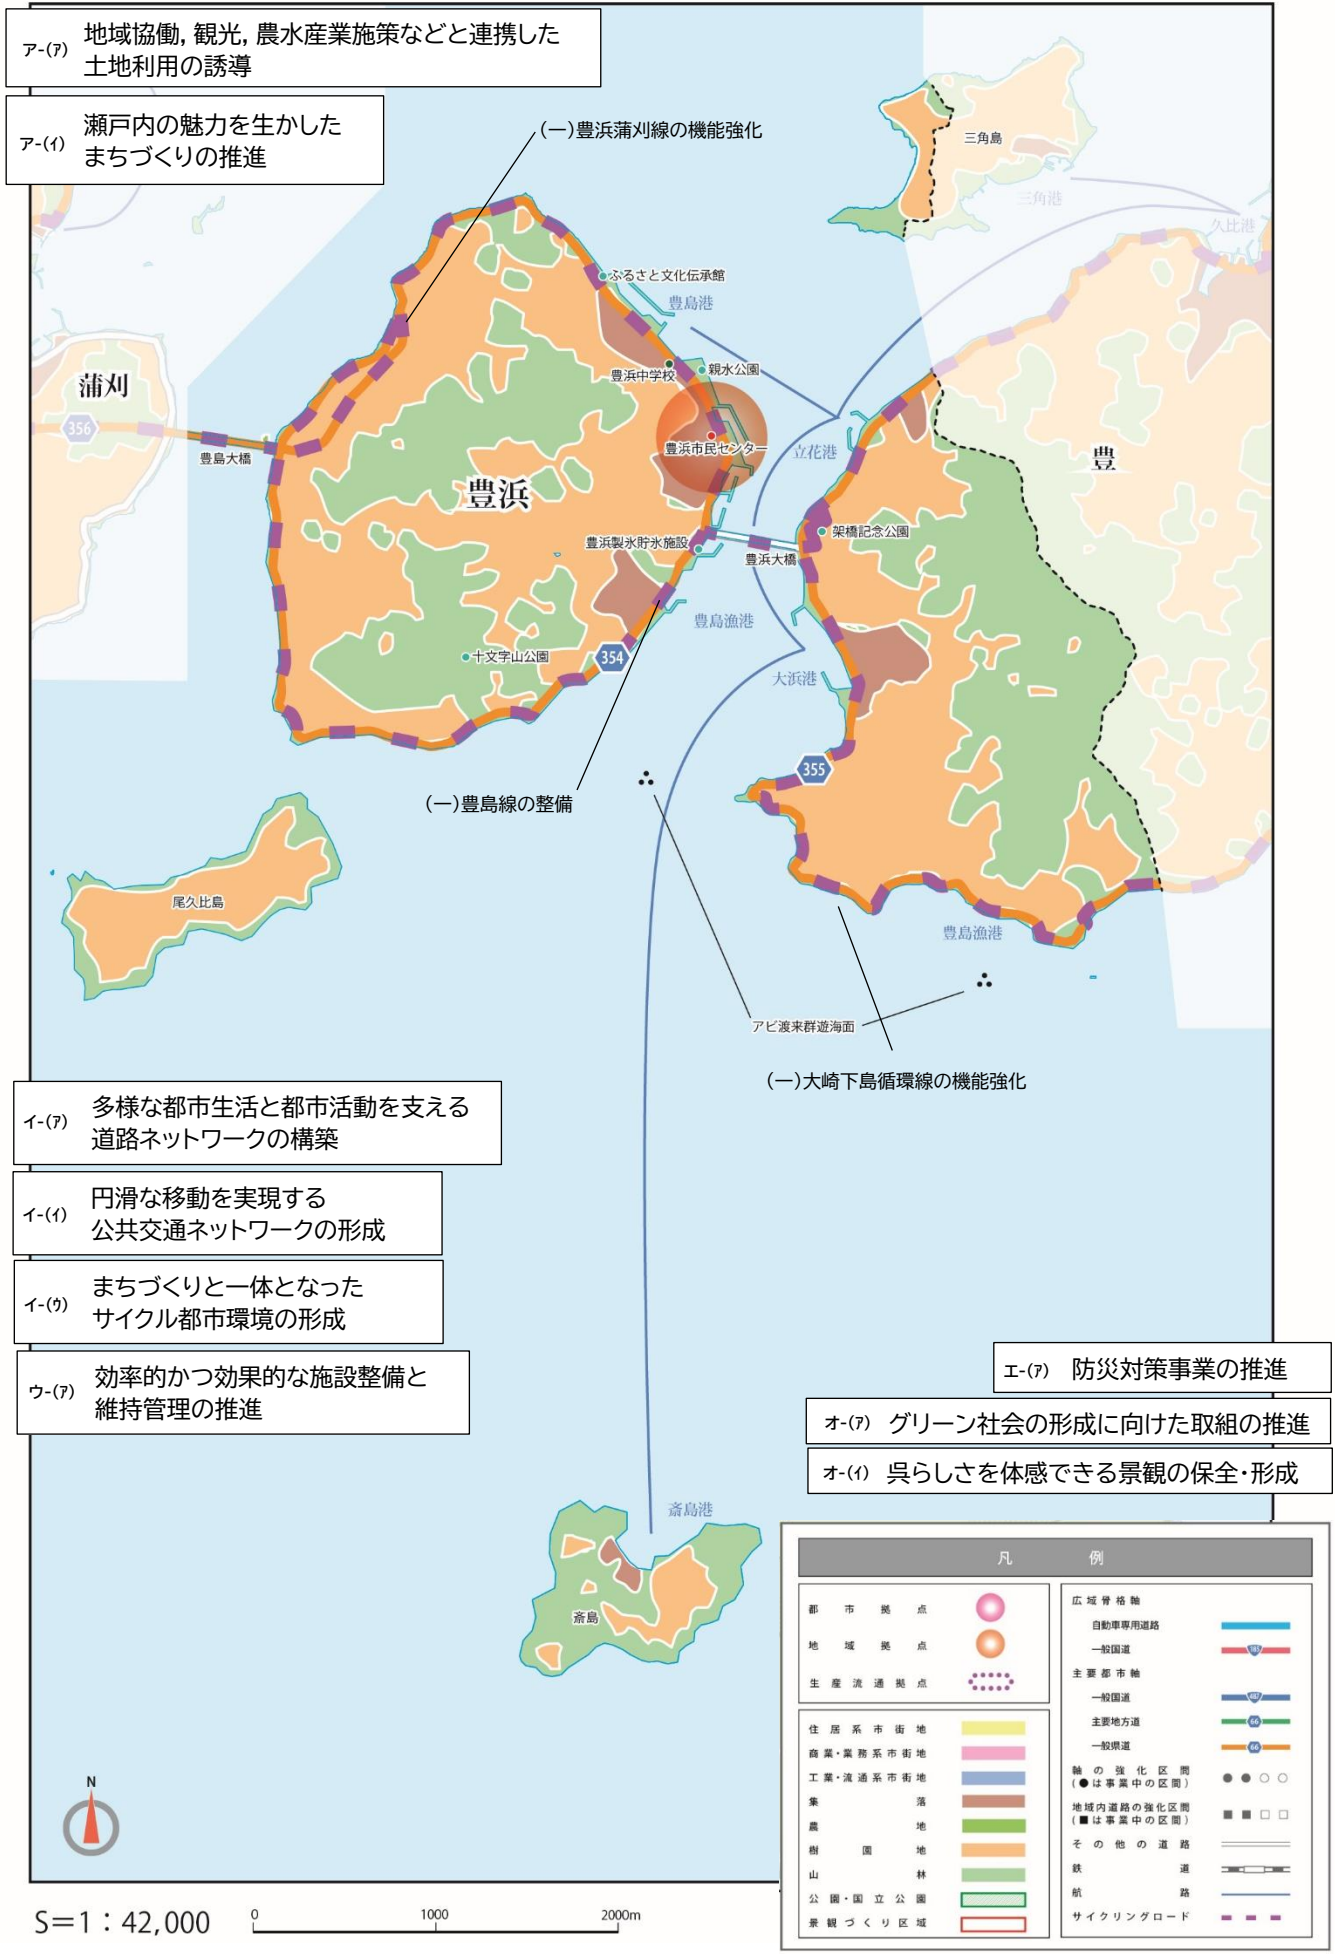 ア-(ア) 地域協働, 観光, 農水産業施策などと連携した
土地利用の誘導
ア-(イ) 瀬戸内の魅力を生かした
まちづくりの推進
(一)豊浜蒲刈線の機能強化
三角島
三角港
久比港
ふるさと文化伝承館
豊島港
豊浜中学校
親水公園
蒲刈
356
豊島大橋
豊浜市民センター
立花港
豊
豊浜
豊浜製氷貯氷施設
豊浜大橋
架橋記念公園
豊島漁港
十文字山公園
354
大浜港
355
(一)豊島線の整備
尾久比島
豊島漁港
アビ渡来群遊海面
(一)大崎下島循環線の機能強化
イ-(ア) 多様な都市生活と都市活動を支える
道路ネットワークの構築
イ-(イ) 円滑な移動を実現する
公共交通ネットワークの形成
イ-(ウ) まちづくりと一体となった
サイクル都市環境の形成
ウ-(ア) 効率的かつ効果的な施設整備と
維持管理の推進
エ-(ア) 防災対策事業の推進
オ-(ア) グリーン社会の形成に向けた取組の推進
オ-(イ) 呉らしさを体感できる景観の保全・形成
斎島港
斎島
凡例
都市拠点
地域拠点
生産流通拠点
住居系市街地
商業・業務系市街地
工業・流通系市街地
集落
農地
樹園地
山林
公園・国立公園
景観づくり区域
広域骨格軸
自動車専用道路
一般国道 185
主要都市軸
一般国道 487
主要地方道 66
一般県道 66
軸の強化区間
(●は事業中の区間)
地域内道路の強化区間
(■は事業中の区間)
その他の道路
鉄道
航路
サイクリングロード
N
S=1:42,000
0 1000 2000m